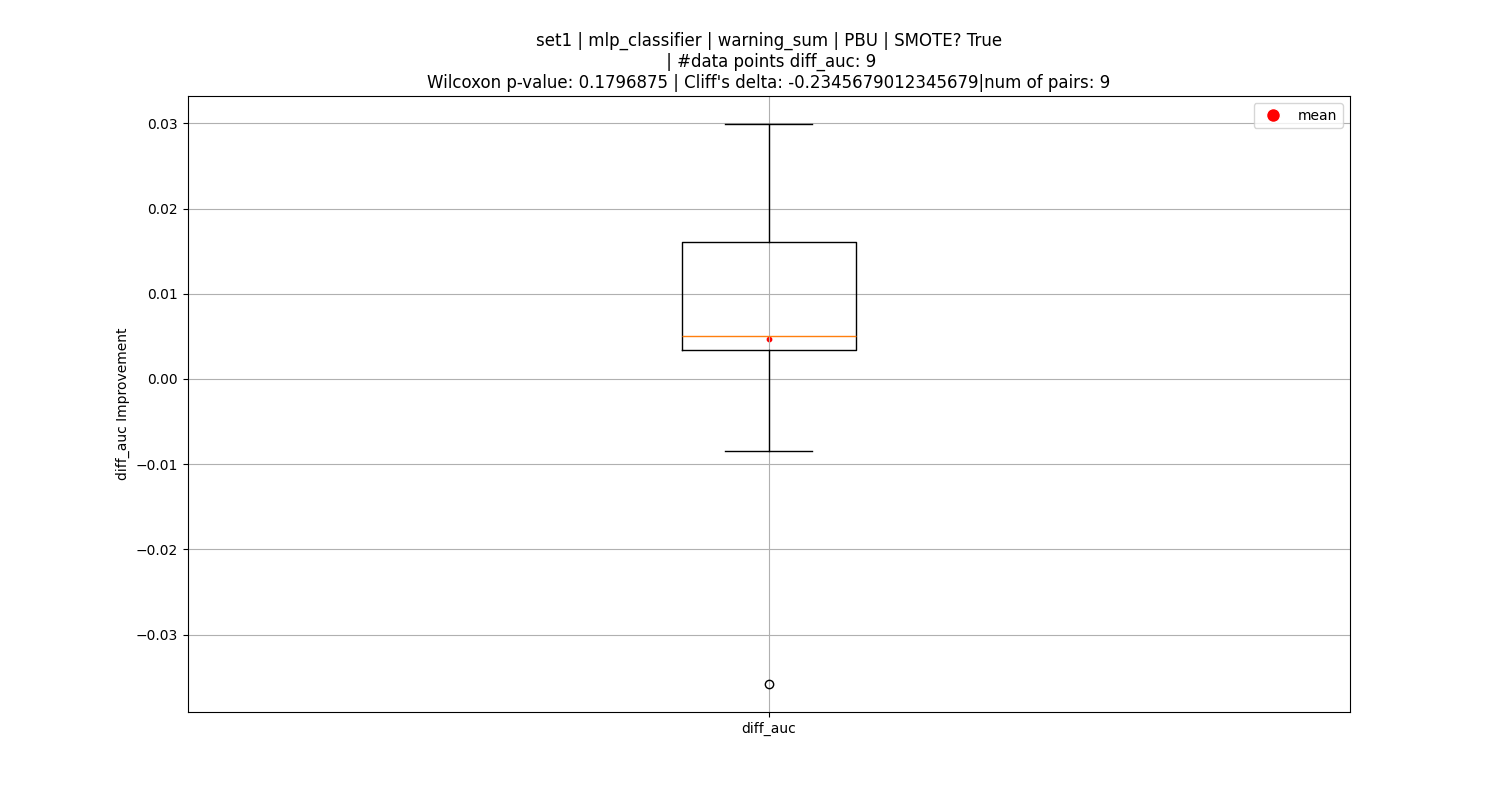 set1 | mlp_classifier | warning_sum | PBU | SMOTE? True
| #data points diff_auc: 9
Wilcoxon p-value: 0.1796875 | Cliff's delta: -0.2345679012345679|num of pairs: 9
mean
0.03
0.02
0.01
0.00
−0.01
−0.02
−0.03
diff_auc Improvement
diff_auc